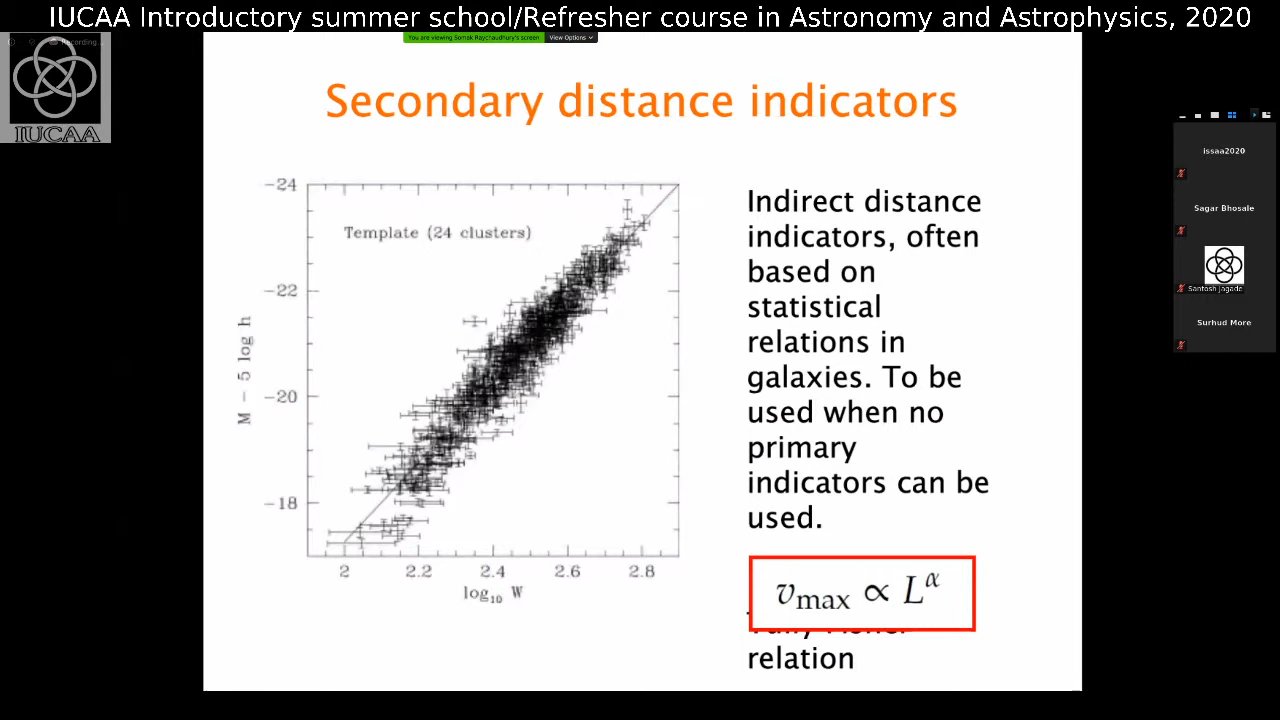 IUCAA Introductory summer school/Refresher course in Astronomy and Astrophysics, 2020
You are viewing Somak Raychaudhury's screen
View Options
Recording...
IUCAA
Secondary distance indicators
-24
-22
-20
-18
M - 5 log h
Template (24 clusters)
2 2.2 2.4 2.6 2.8
log₁₀ W
Indirect distance
indicators, often
based on
statistical
relations in
galaxies. To be
used when no
primary
indicators can be
used.
v_max ∝ L^α
relation
issaa2020
Sagar Bhosale
Santosh Jagade
Surhud More